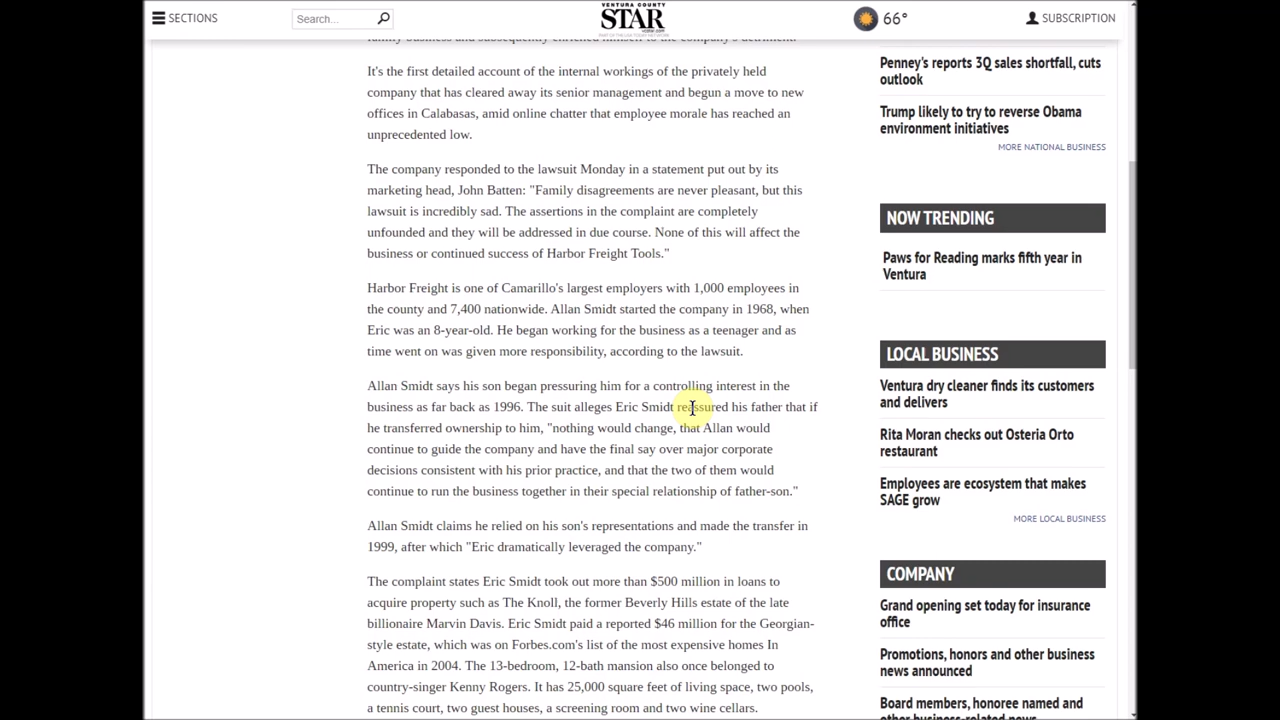 SECTIONS
Search...
VENTURA COUNTY
STAR
66°
SUBSCRIPTION
family business and subsequently enriched himself to the company's detriment.
It's the first detailed account of the internal workings of the privately held
company that has cleared away its senior management and begun a move to new
offices in Calabasas, amid online chatter that employee morale has reached an
unprecedented low.
The company responded to the lawsuit Monday in a statement put out by its
marketing head, John Batten: "Family disagreements are never pleasant, but this
lawsuit is incredibly sad. The assertions in the complaint are completely
unfounded and they will be addressed in due course. None of this will affect the
business or continued success of Harbor Freight Tools."
Harbor Freight is one of Camarillo's largest employers with 1,000 employees in
the county and 7,400 nationwide. Allan Smidt started the company in 1968, when
Eric was an 8-year-old. He began working for the business as a teenager and as
time went on was given more responsibility, according to the lawsuit.
Allan Smidt says his son began pressuring him for a controlling interest in the
business as far back as 1996. The suit alleges Eric Smidt reassured his father that if
he transferred ownership to him, "nothing would change, that Allan would
continue to guide the company and have the final say over major corporate
decisions consistent with his prior practice, and that the two of them would
continue to run the business together in their special relationship of father-son."
Allan Smidt claims he relied on his son's representations and made the transfer in
1999, after which "Eric dramatically leveraged the company."
The complaint states Eric Smidt took out more than $500 million in loans to
acquire property such as The Knoll, the former Beverly Hills estate of the late
billionaire Marvin Davis. Eric Smidt paid a reported $46 million for the Georgian-
style estate, which was on Forbes.com's list of the most expensive homes In
America in 2004. The 13-bedroom, 12-bath mansion also once belonged to
country-singer Kenny Rogers. It has 25,000 square feet of living space, two pools,
a tennis court, two guest houses, a screening room and two wine cellars.
Penney's reports 3Q sales shortfall, cuts
outlook
Trump likely to try to reverse Obama
environment initiatives
MORE NATIONAL BUSINESS
NOW TRENDING
Paws for Reading marks fifth year in
Ventura
LOCAL BUSINESS
Ventura dry cleaner finds its customers
and delivers
Rita Moran checks out Osteria Orto
restaurant
Employees are ecosystem that makes
SAGE grow
MORE LOCAL BUSINESS
COMPANY
Grand opening set today for insurance
office
Promotions, honors and other business
news announced
Board members, honoree named and
other business-related news